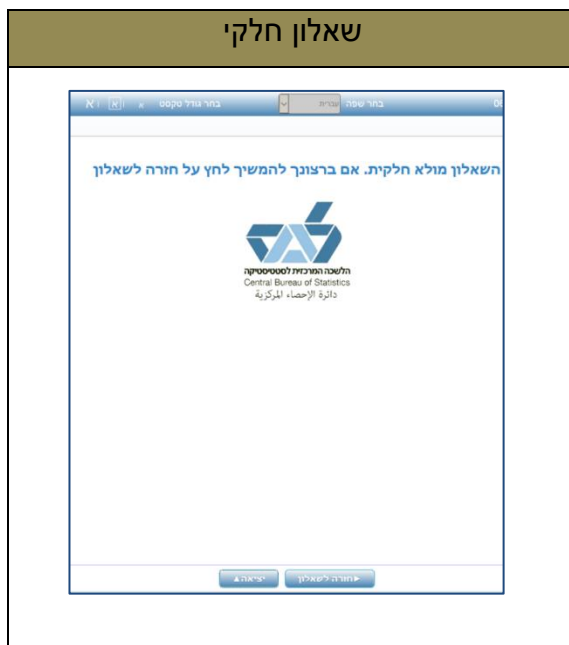 שאלון חלקי
06 בחר שפה עברית בחר גודל טקסט א א א
השאלון מולא חלקית. אם ברצונך להמשיך לחץ על חזרה לשאלון
הלשכה המרכזית לסטטיסטיקה
Central Bureau of Statistics
دائرة الإحصاء المركزية
חזרה לשאלון יציאה